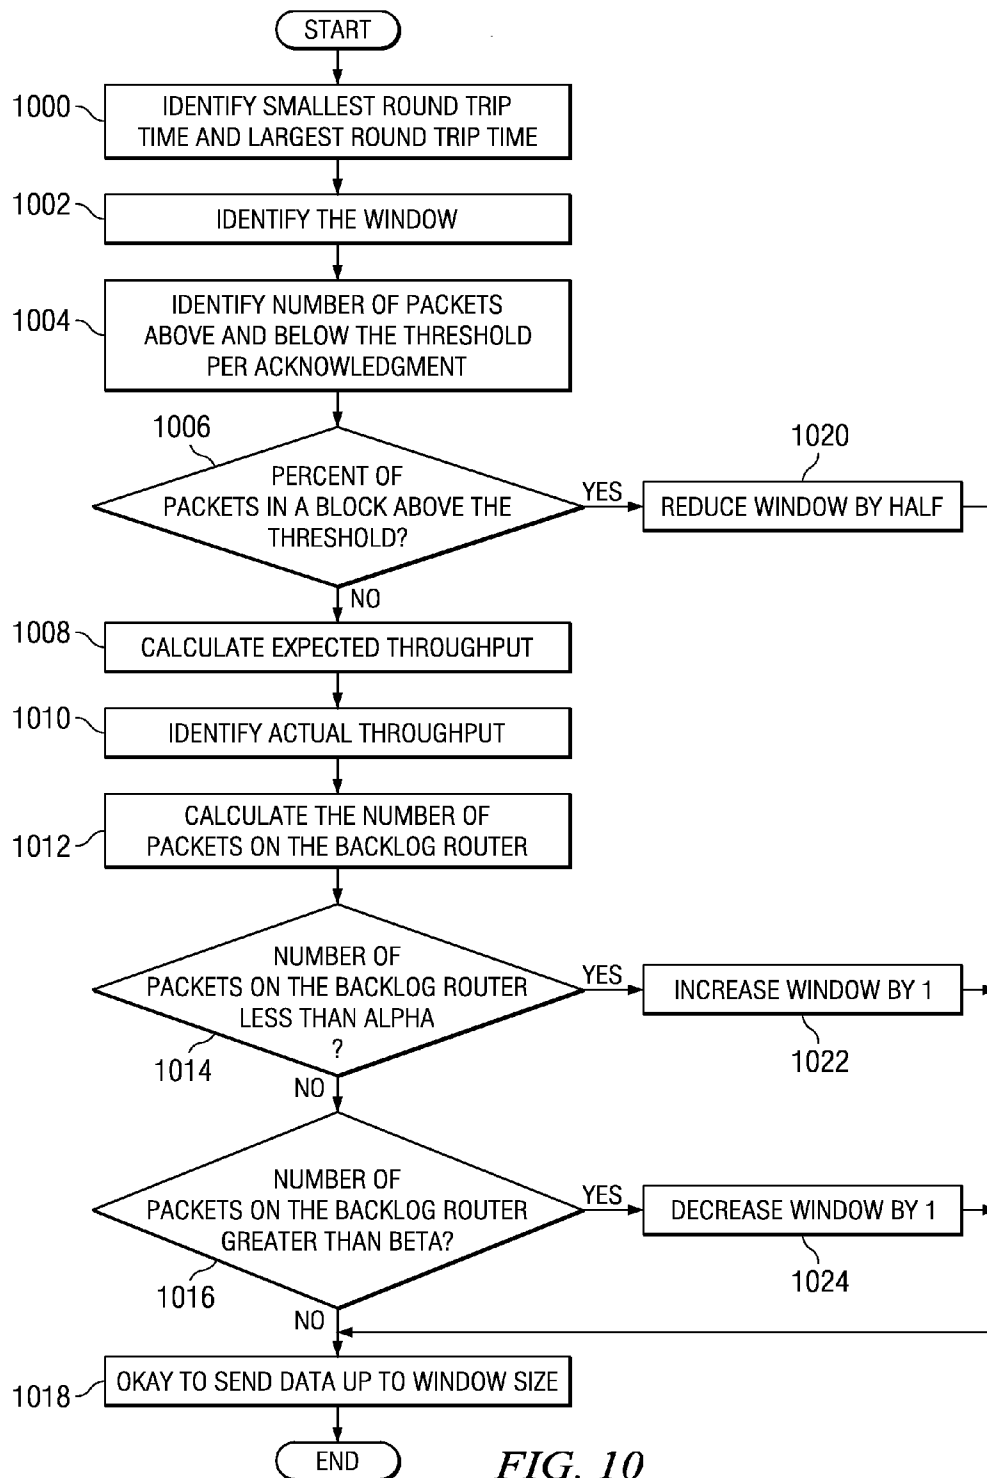 START
1000
IDENTIFY SMALLEST ROUND TRIP
TIME AND LARGEST ROUND TRIP TIME
1002
IDENTIFY THE WINDOW
1004
IDENTIFY NUMBER OF PACKETS
ABOVE AND BELOW THE THRESHOLD
PER ACKNOWLEDGMENT
1006
PERCENT OF
PACKETS IN A BLOCK ABOVE THE
THRESHOLD?
YES
1020
REDUCE WINDOW BY HALF
NO
1008
CALCULATE EXPECTED THROUGHPUT
1010
IDENTIFY ACTUAL THROUGHPUT
1012
CALCULATE THE NUMBER OF
PACKETS ON THE BACKLOG ROUTER
NUMBER OF
PACKETS ON THE BACKLOG ROUTER
LESS THAN ALPHA
?
1014
YES
INCREASE WINDOW BY 1
1022
NO
NUMBER OF
PACKETS ON THE BACKLOG ROUTER
GREATER THAN BETA?
1016
YES
DECREASE WINDOW BY 1
1024
NO
1018
OKAY TO SEND DATA UP TO WINDOW SIZE
END
FIG. 10